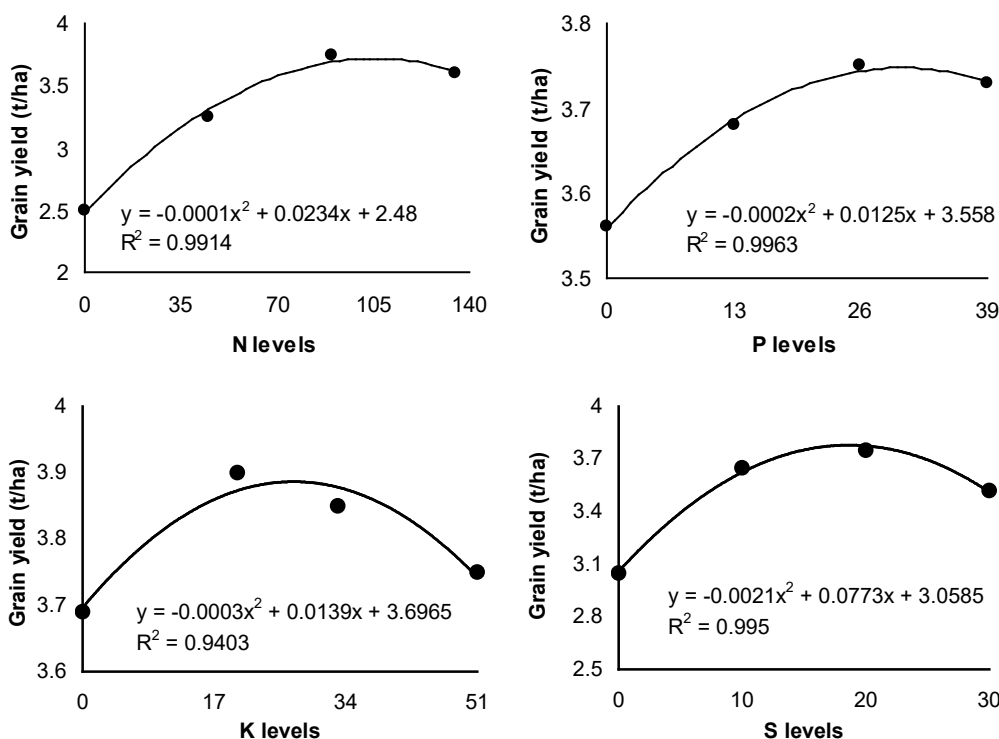 Grain yield (t/ha)
4
3.5
3
2.5
2
y = -0.0001x² + 0.0234x + 2.48
R² = 0.9914
0 35 70 105 140
N levels
Grain yield (t/ha)
3.8
3.7
3.6
3.5
y = -0.0002x² + 0.0125x + 3.558
R² = 0.9963
0 13 26 39
P levels
Grain yield (t/ha)
4
3.9
3.8
3.7
3.6
y = -0.0003x² + 0.0139x + 3.6965
R² = 0.9403
0 17 34 51
K levels
Grain yield (t/ha)
4
3.7
3.4
3.1
2.8
2.5
y = -0.0021x² + 0.0773x + 3.0585
R² = 0.995
0 10 20 30
S levels